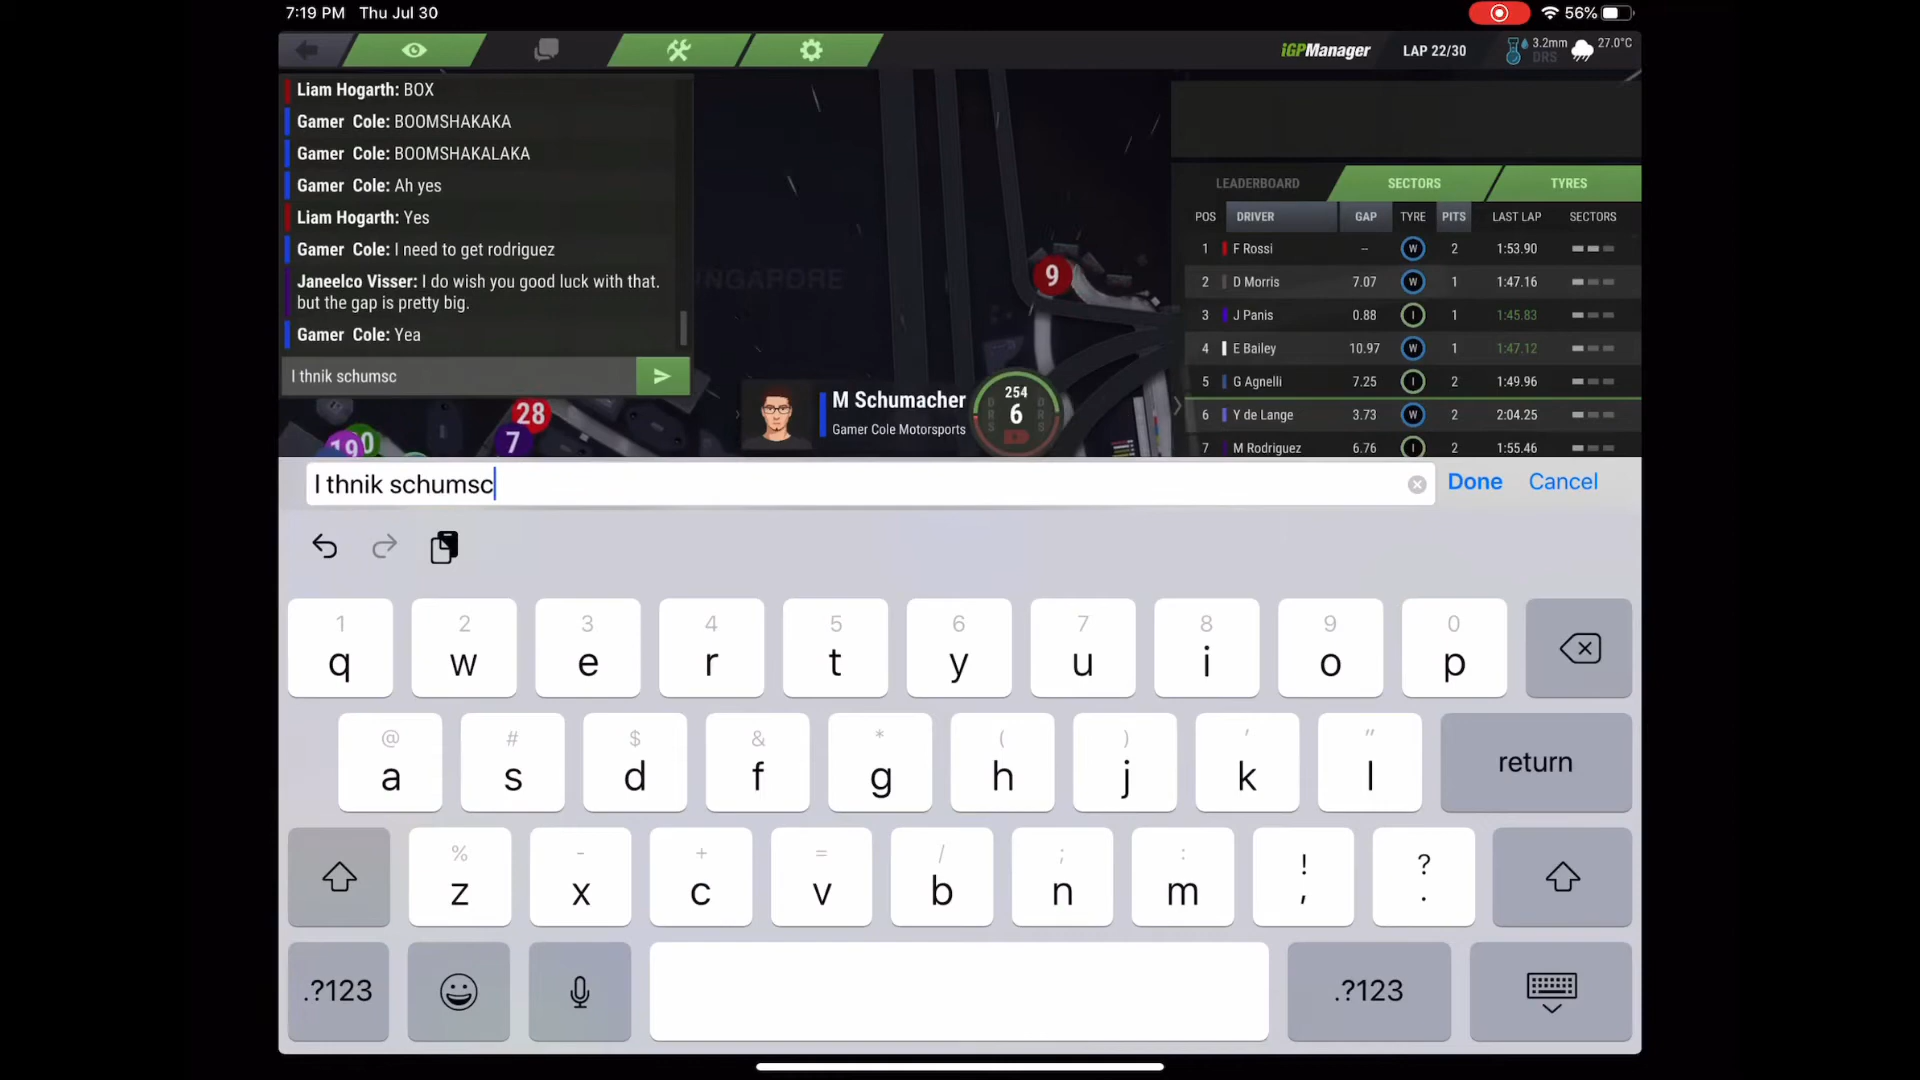 7:19 PM Thu Jul 30
56%
iGPManager
LAP 22/30
3.2mm
DRS
27.0°C
Liam Hogarth: BOX
Gamer Cole: BOOMSHAKAKA
Gamer Cole: BOOMSHAKALAKA
Gamer Cole: Ah yes
Liam Hogarth: Yes
Gamer Cole: I need to get rodriguez
Janeelco Visser: I do wish you good luck with that.
but the gap is pretty big.
Gamer Cole: Yea
I thnik schumsc
28
7
19
9
M Schumacher
Gamer Cole Motorsports
254
6
DRS
DRS
LEADERBOARD SECTORS TYRES
POS DRIVER GAP TYRE PITS LAST LAP SECTORS
1 F Rossi – W 2 1:53.90
2 D Morris 7.07 W 1 1:47.16
3 J Panis 0.88 I 1 1:45.83
4 E Bailey 10.97 W 1 1:47.12
5 G Agnelli 7.25 I 2 1:49.96
6 Y de Lange 3.73 W 2 2:04.25
7 M Rodriguez 6.76 I 2 1:55.46
I thnik schumsc
Done Cancel
1 2 3 4 5 6 7 8 9 0
q w e r t y u i o p
@ # $ & * ( ) ' "
a s d f g h j k l return
% - + = / ; : ! ?
z x c v b n m , .
.?123 .?123